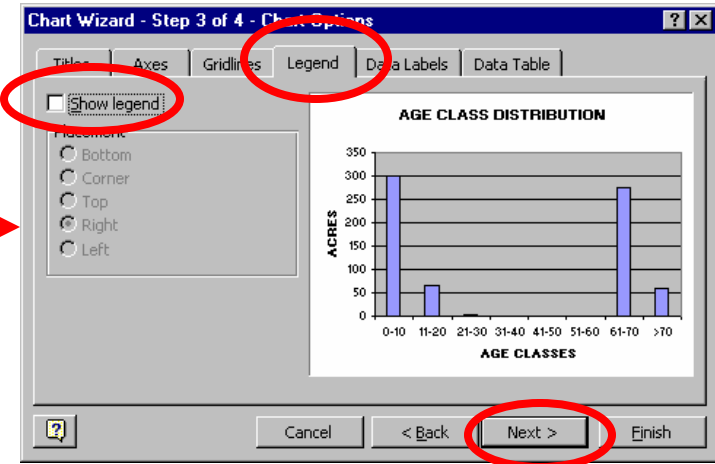 Chart Wizard - Step 3 of 4 - Chart Options
Titles Axes Gridlines Legend Data Labels Data Table
Show legend
Placement
Bottom
Corner
Top
Right
Left
AGE CLASS DISTRIBUTION
ACRES
350
300
250
200
150
100
50
0
0-10 11-20 21-30 31-40 41-50 51-60 61-70 >70
AGE CLASSES
Cancel < Back Next > Finish